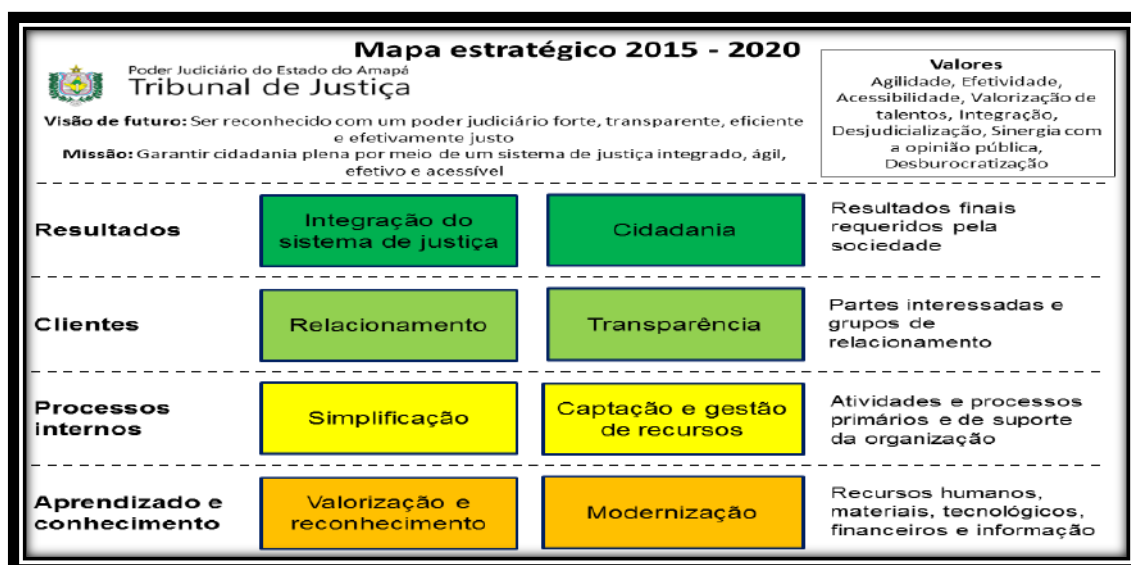 Mapa estratégico 2015 - 2020
Poder Judiciário do Estado do Amapá
Tribunal de Justiça
Visão de futuro: Ser reconhecido com um poder judiciário forte, transparente, eficiente
e efetivamente justo
Missão: Garantir cidadania plena por meio de um sistema de justiça integrado, ágil,
efetivo e acessível
Valores
Agilidade, Efetividade,
Acessibilidade, Valorização de
talentos, Integração,
Desjudicialização, Sinergia com
a opinião pública,
Desburocratização
Resultados
Integração do
sistema de justiça
Cidadania
Resultados finais
requeridos pela
sociedade
Clientes
Relacionamento
Transparência
Partes interessadas e
grupos de
relacionamento
Processos
internos
Simplificação
Captação e gestão
de recursos
Atividades e processos
primários e de suporte
da organização
Aprendizado e
conhecimento
Valorização e
reconhecimento
Modernização
Recursos humanos,
materiais, tecnológicos,
financeiros e informação